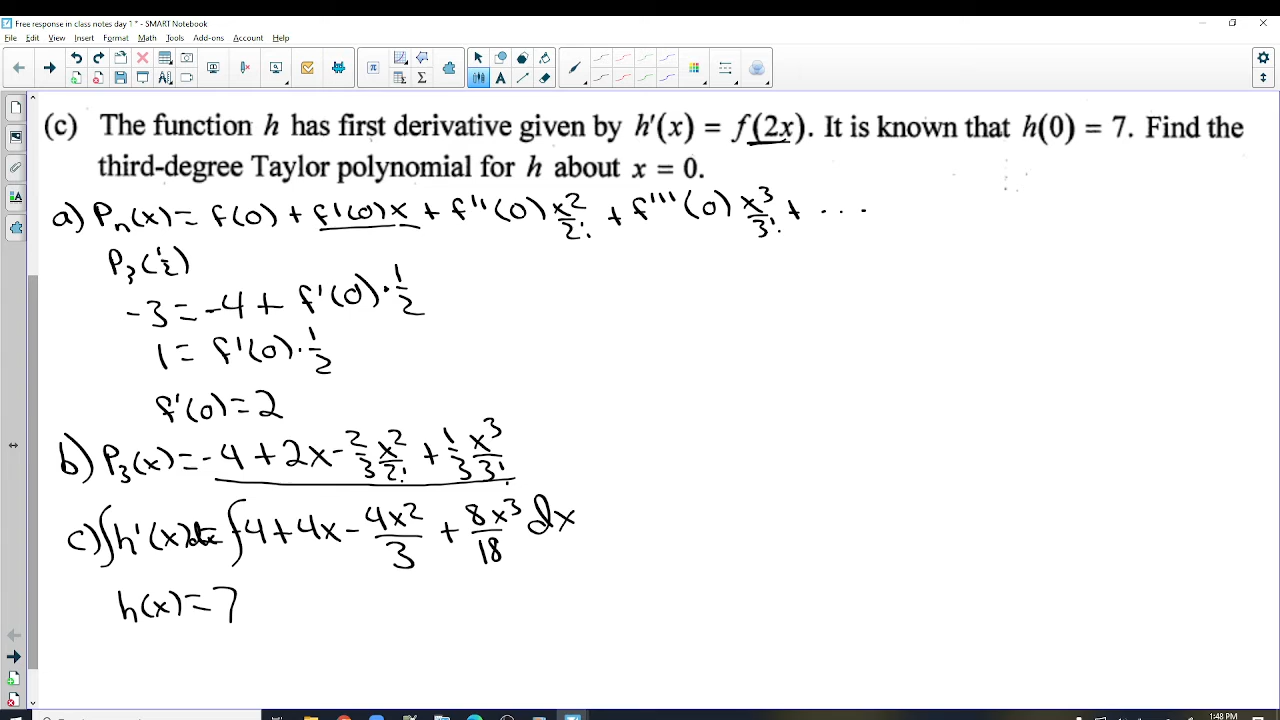 Free response in class notes day 1 * - SMART Notebook
File Edit View Insert Format Math Tools Add-ons Account Help
(c) The function h has first derivative given by h′(x) = f(2x). It is known that h(0) = 7. Find the
third-degree Taylor polynomial for h about x = 0.
a) Pₙ(x) = f(0) + f'(0)x + f''(0) x²/2! + f'''(0) x³/3! + ...
P₃(1/2)
-3 = -4 + f'(0) · 1/2
1 = f'(0) · 1/2
f'(0) = 2
b) P₃(x) = -4 + 2x - 2/3 x²/2! + 1/3 x³/3!
c) ∫h'(x)dx = ∫-4 + 4x - 4x²/3 + 8x³/18 dx
h(x) = 7
1:48 PM